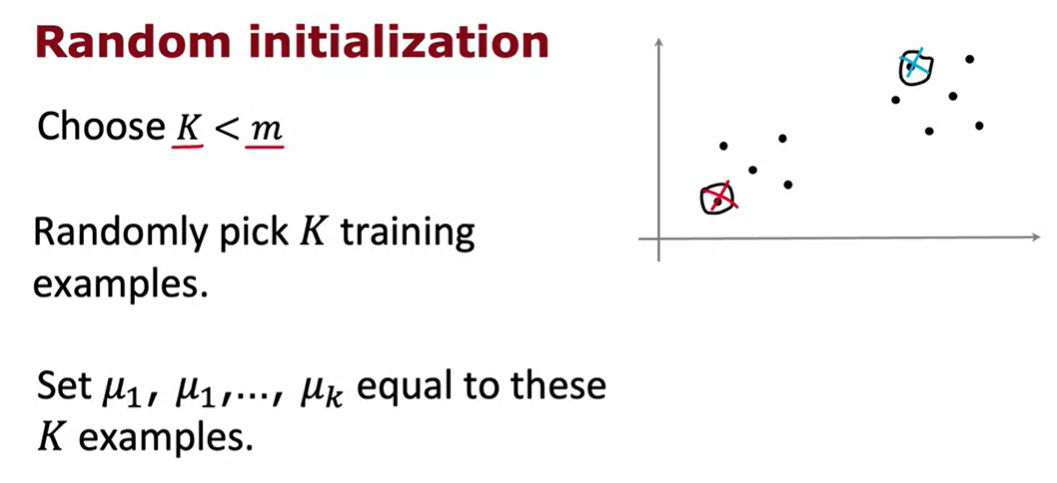 Random initialization
Choose K < m
Randomly pick K training
examples.
Set μ₁, μ₁,..., μₖ equal to these
K examples.